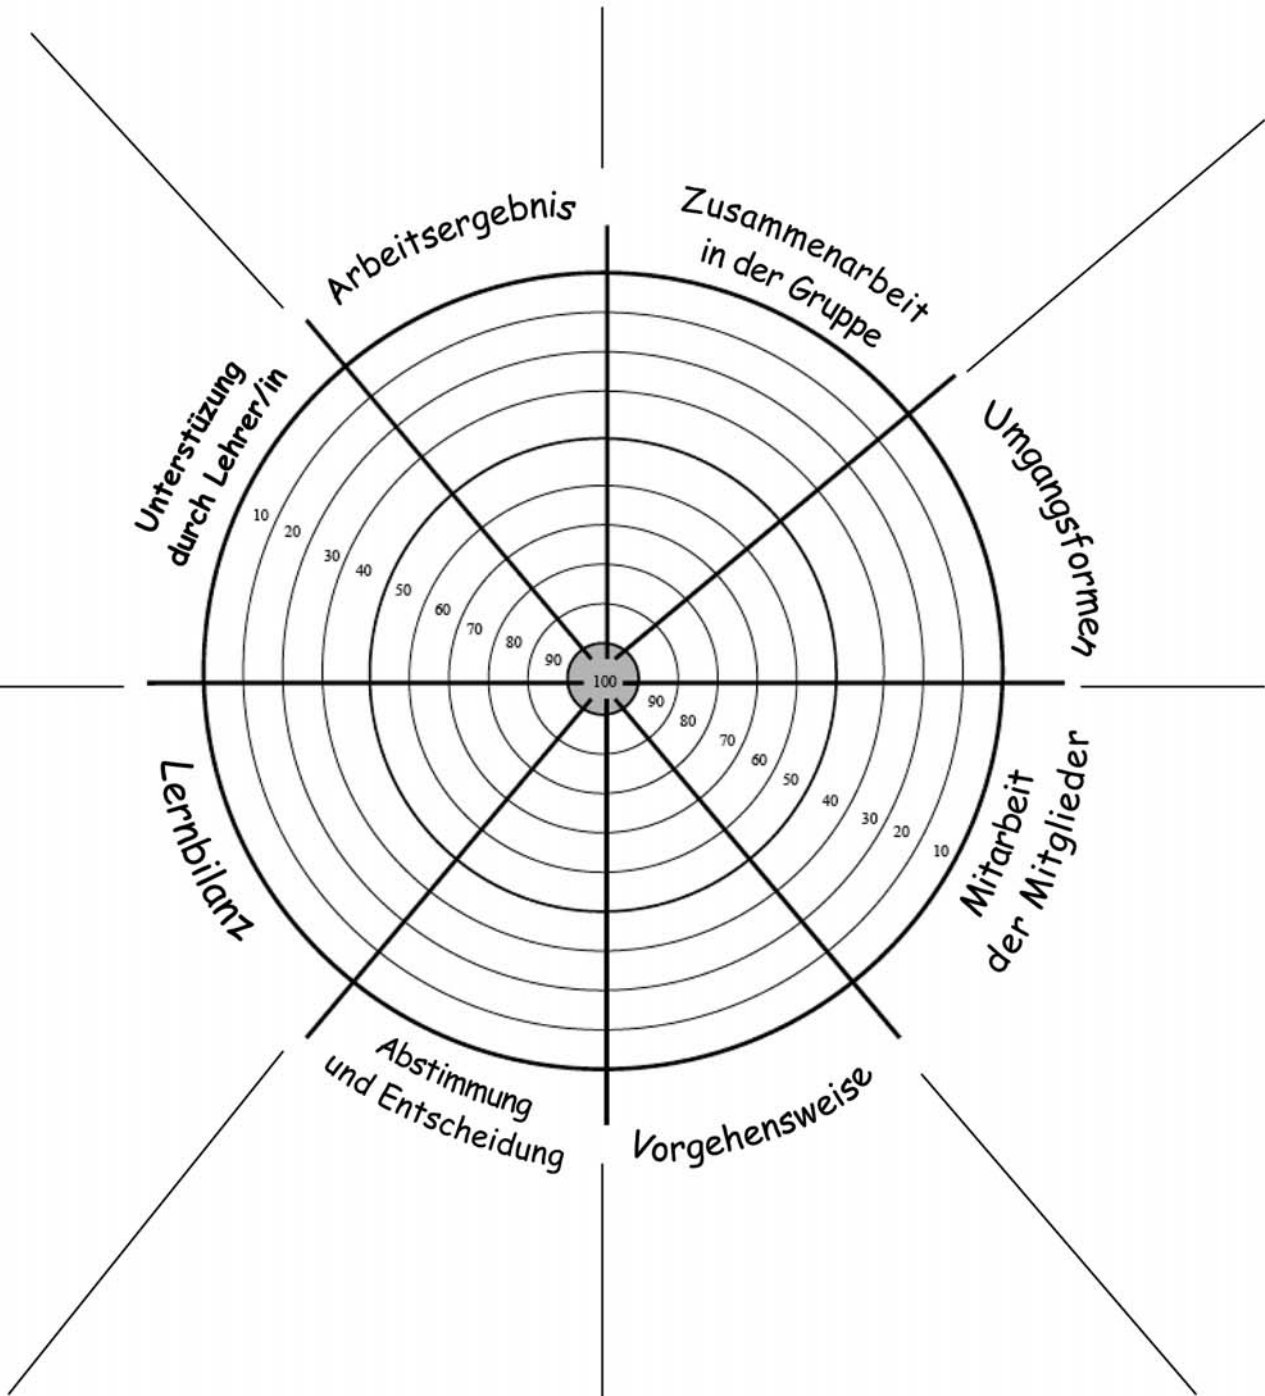 Arbeitsergebnis
Zusammenarbeit
in der Gruppe
Umgangsformen
Unterstüzung
durch Lehrer/in
10
20
30
40
50
60
70
80
90
100
90
80
70
60
50
40
30
20
10
Mitarbeit
der Mitglieder
Lernbilanz
Abstimmung
und Entscheidung
Vorgehensweise